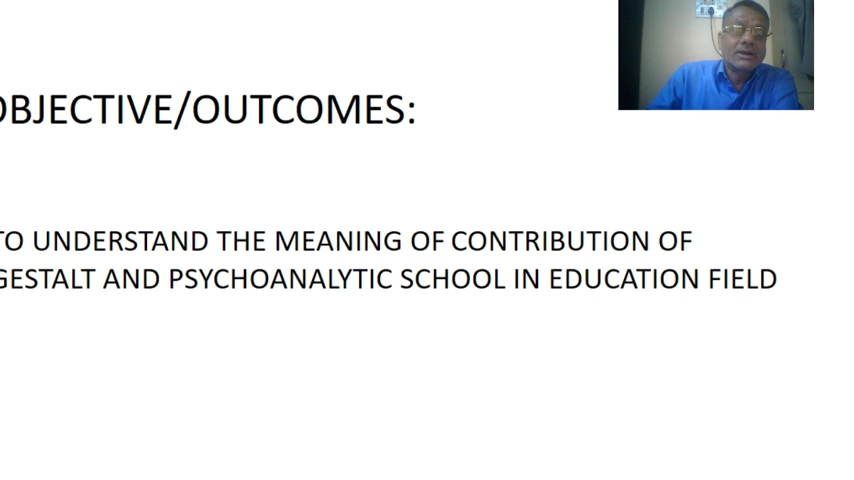 OBJECTIVE/OUTCOMES:
TO UNDERSTAND THE MEANING OF CONTRIBUTION OF
GESTALT AND PSYCHOANALYTIC SCHOOL IN EDUCATION FIELD